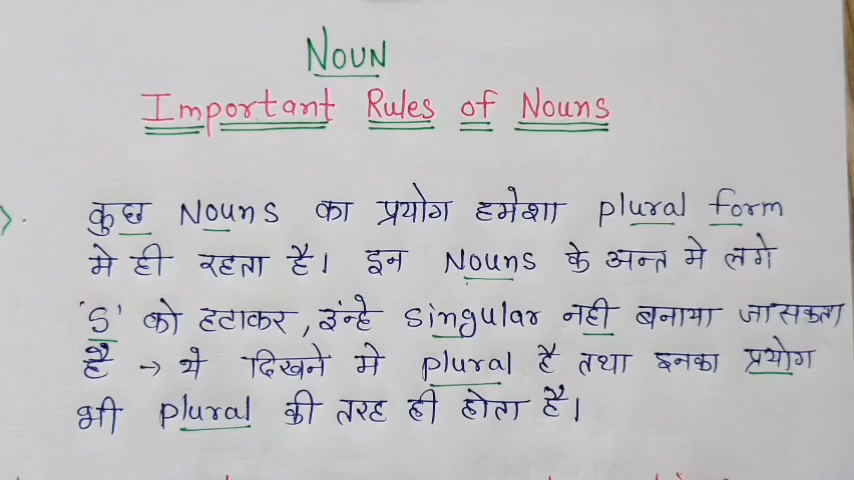 NOUN
Important Rules of Nouns
कुछ Nouns का प्रयोग हमेशा plural form
मे ही रहता है। इन Nouns के अन्त मे लगे
'S' को हटाकर, इन्हे singular नही बनाया जा सकता
है → ये दिखने मे plural है तथा इनका प्रयोग
भी plural की तरह ही होता है।